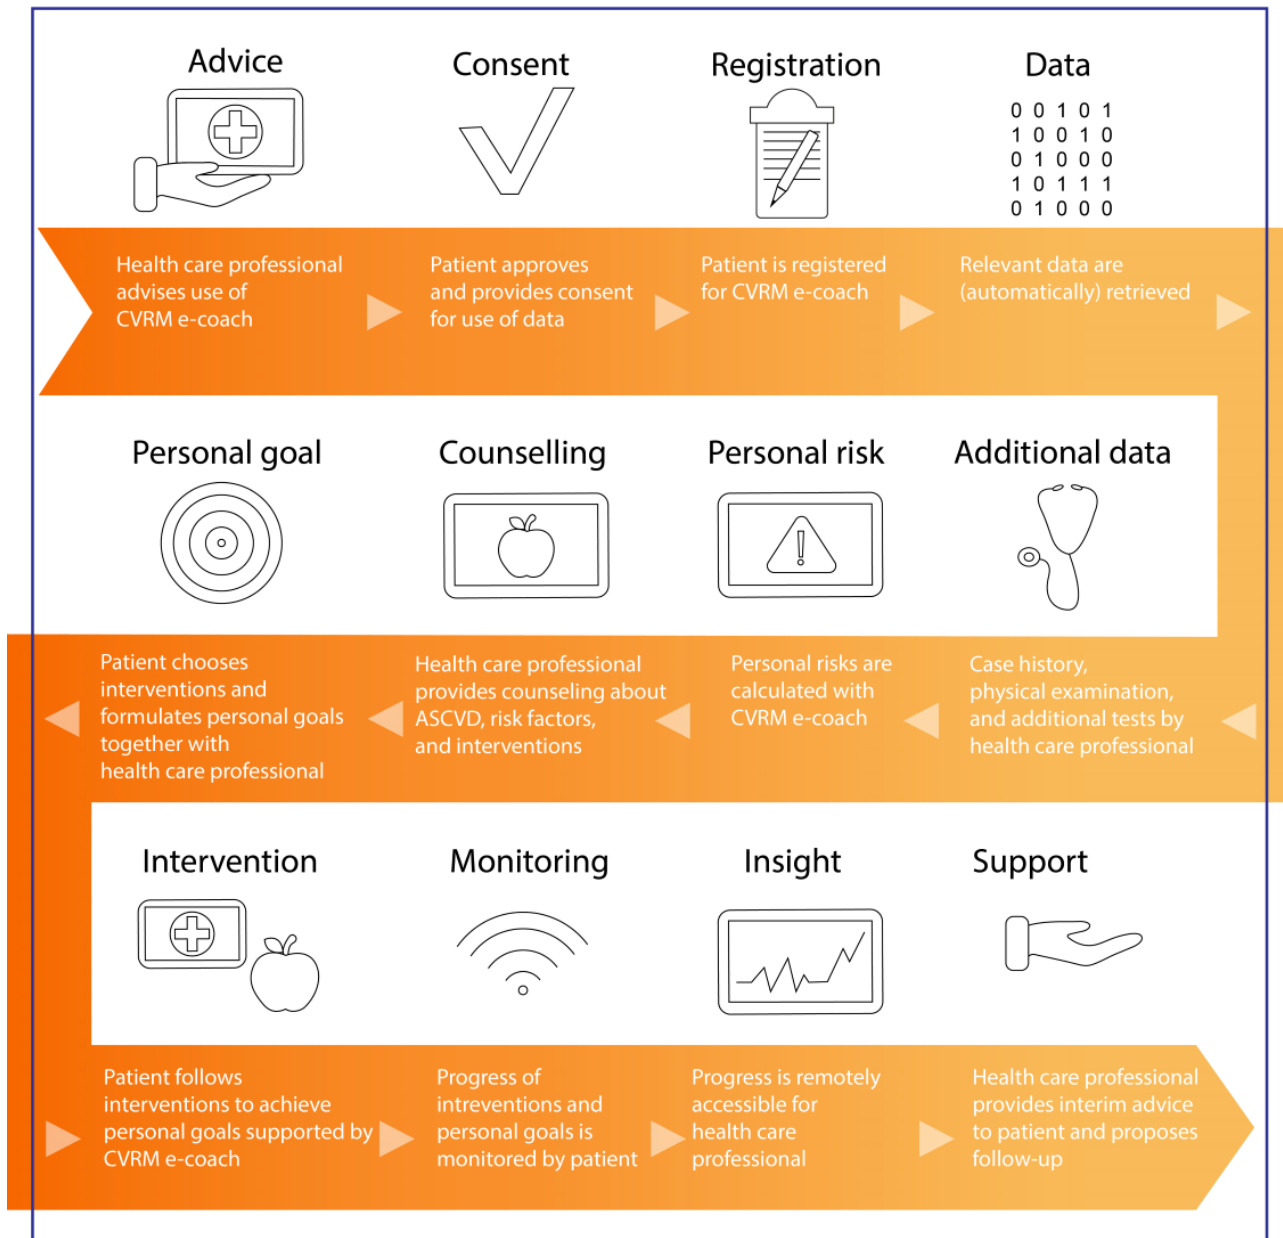 Advice
Consent
Registration
Data
0 0 1 0 1
1 0 0 1 0
0 1 0 0 0
1 0 1 1 1
0 1 0 0 0
Health care professional
advises use of
CVRM e-coach
Patient approves
and provides consent
for use of data
Patient is registered
for CVRM e-coach
Relevant data are
(automatically) retrieved
Personal goal
Counselling
Personal risk
Additional data
Patient chooses
interventions and
formulates personal goals
together with
health care professional
Health care professional
provides counseling about
ASCVD, risk factors,
and interventions
Personal risks are
calculated with
CVRM e-coach
Case history,
physical examination,
and additional tests by
health care professional
Intervention
Monitoring
Insight
Support
Patient follows
interventions to achieve
personal goals supported by
CVRM e-coach
Progress of
intreventions and
personal goals is
monitored by patient
Progress is remotely
accessible for
health care
professional
Health care professional
provides interim advice
to patient and proposes
follow-up